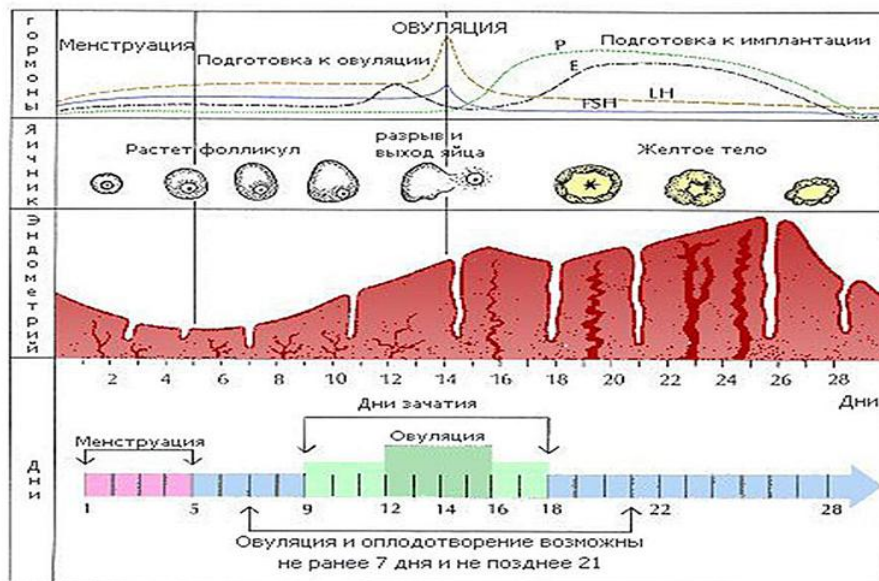 гормоны
Менструация
Подготовка к овуляции
ОВУЛЯЦИЯ
P
E
Подготовка к имплантации
LH
FSH
Яичник
Растет фолликул
разрыв и
выход яйца
Желтое тело
Эндометрий
2 4 6 8 10 12 14 16 18 20 22 24 26 28
Дни
Дни зачатия
Дни
Менструация
Овуляция
1 5 9 12 14 16 18 22 28
Овуляция и оплодотворение возможны
не ранее 7 дня и не позднее 21